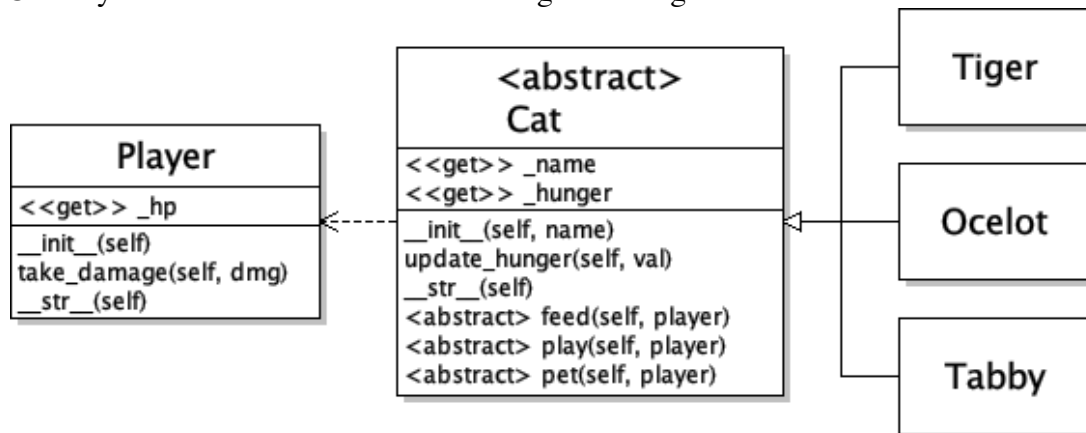 Player
<<get>> _hp
__init__(self)
take_damage(self, dmg)
__str__(self)
<abstract>
Cat
<<get>> _name
<<get>> _hunger
__init__(self, name)
update_hunger(self, val)
__str__(self)
<abstract> feed(self, player)
<abstract> play(self, player)
<abstract> pet(self, player)
Tiger
Ocelot
Tabby